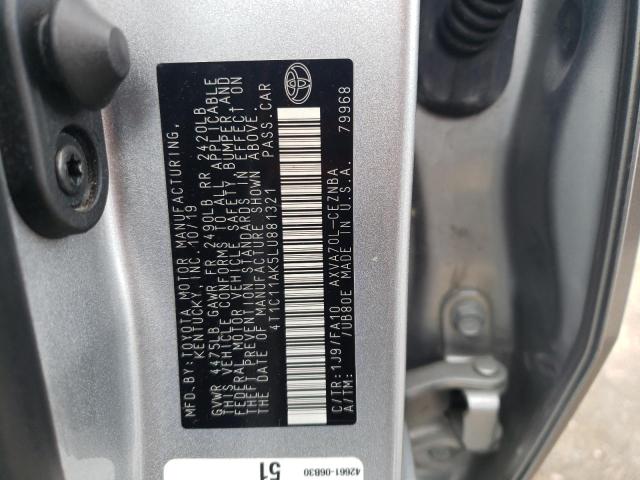 MFD. BY: TOYOTA MOTOR MANUFACTURING,
KENTUCKY, INC. 10/19
GVWR 4475LB GAWR FR 2490LB RR 2420LB
THIS VEHICLE CONFORMS TO ALL APPLICABLE
FEDERAL MOTOR VEHICLE SAFETY, BUMPER AND
THEFT PREVENTION STANDARDS IN EFFECT ON
THE DATE OF MANUFACTURE SHOWN ABOVE.
4T1C11AK5LU881321 PASS. CAR
C/TR: 1J9/FA10 AXVA70L-CEZNBA
A/TM: /UB80E MADE IN U.S.A. 79968
42661-06B30
51